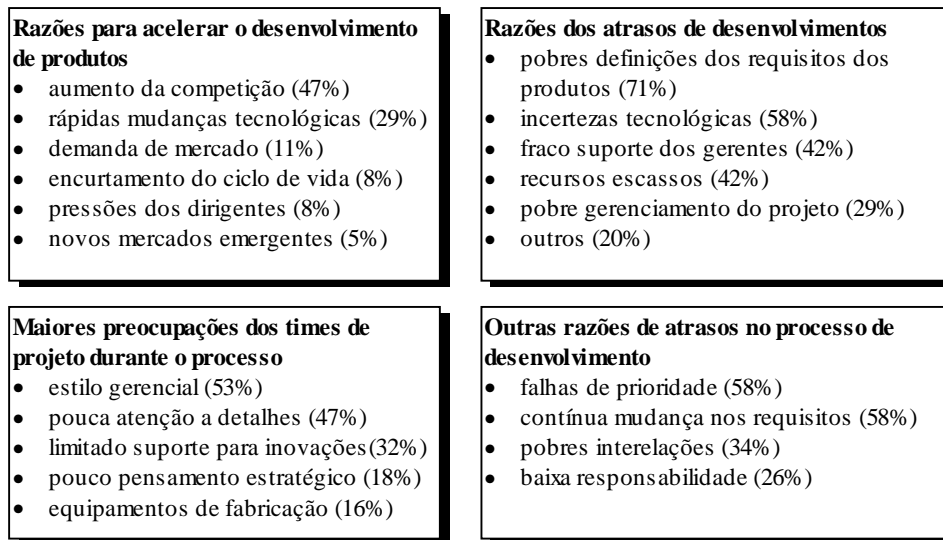 Razões para acelerar o desenvolvimento
de produtos
• aumento da competição (47%)
• rápidas mudanças tecnológicas (29%)
• demanda de mercado (11%)
• encurtamento do ciclo de vida (8%)
• pressões dos dirigentes (8%)
• novos mercados emergentes (5%)
Razões dos atrasos de desenvolvimentos
• pobres definições dos requisitos dos
produtos (71%)
• incertezas tecnológicas (58%)
• fraco suporte dos gerentes (42%)
• recursos escassos (42%)
• pobre gerenciamento do projeto (29%)
• outros (20%)
Maiores preocupações dos times de
projeto durante o processo
• estilo gerencial (53%)
• pouca atenção a detalhes (47%)
• limitado suporte para inovações(32%)
• pouco pensamento estratégico (18%)
• equipamentos de fabricação (16%)
Outras razões de atrasos no processo de
desenvolvimento
• falhas de prioridade (58%)
• contínua mudança nos requisitos (58%)
• pobres interelações (34%)
• baixa responsabilidade (26%)